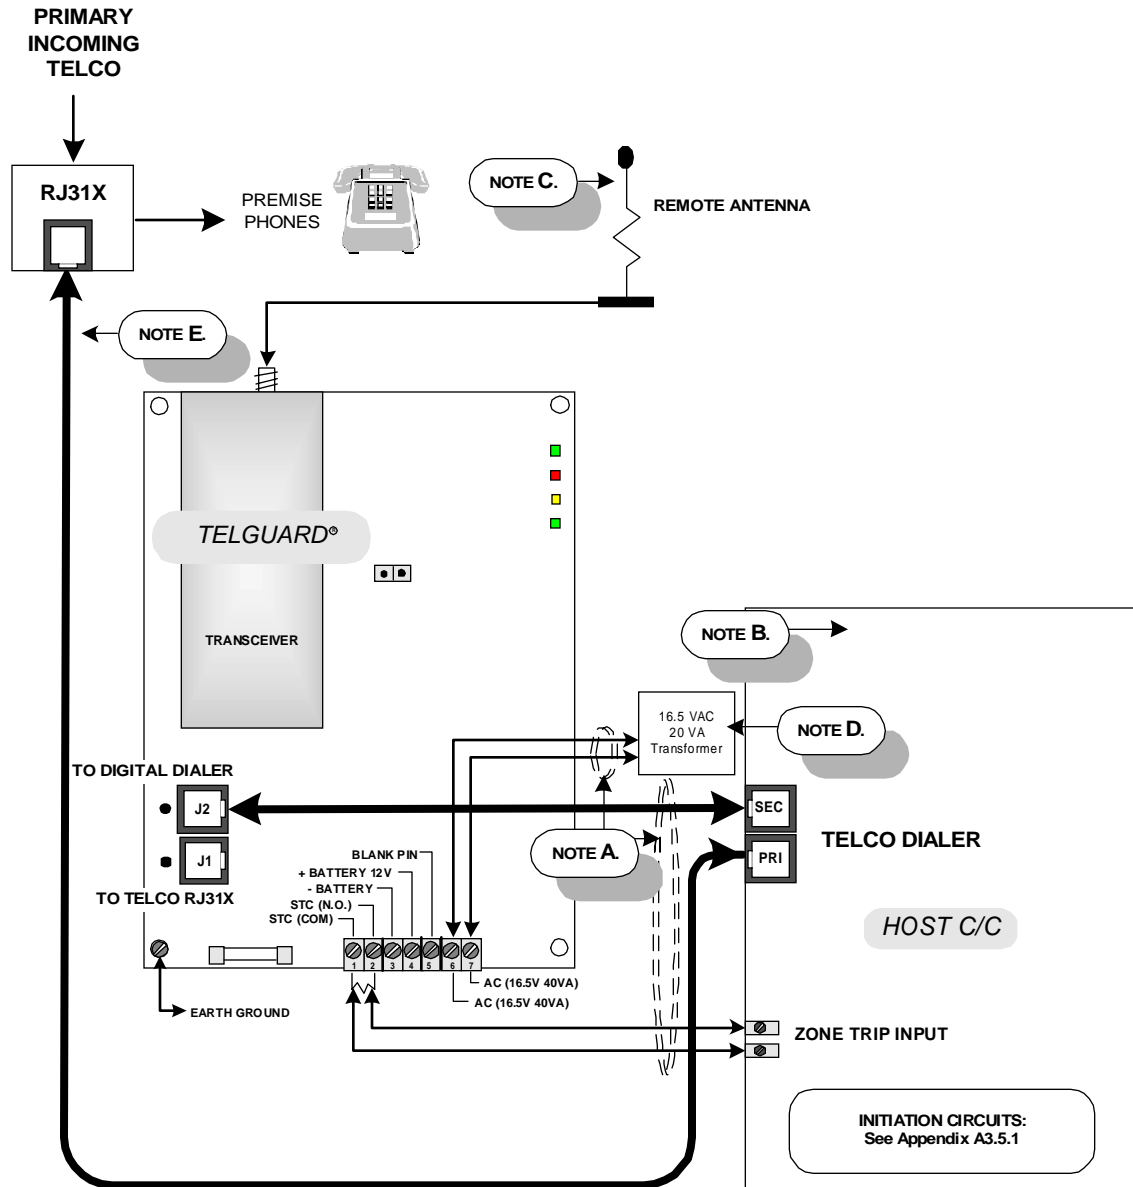 PRIMARY
INCOMING
TELCO
RJ31X
PREMISE
PHONES
NOTE C.
REMOTE ANTENNA
NOTE E.
TELGUARD®
TRANSCEIVER
NOTE B.
16.5 VAC
20 VA
Transformer
NOTE D.
TO DIGITAL DIALER
J2
SEC
J1
NOTE A.
PRI
TELCO DIALER
TO TELCO RJ31X
BLANK PIN
+ BATTERY 12V
- BATTERY
STC (N.O.)
STC (COM)
HOST C/C
1 2 3 4 5 6 7
AC (16.5V 40VA)
AC (16.5V 40VA)
EARTH GROUND
ZONE TRIP INPUT
INITIATION CIRCUITS:
See Appendix A3.5.1